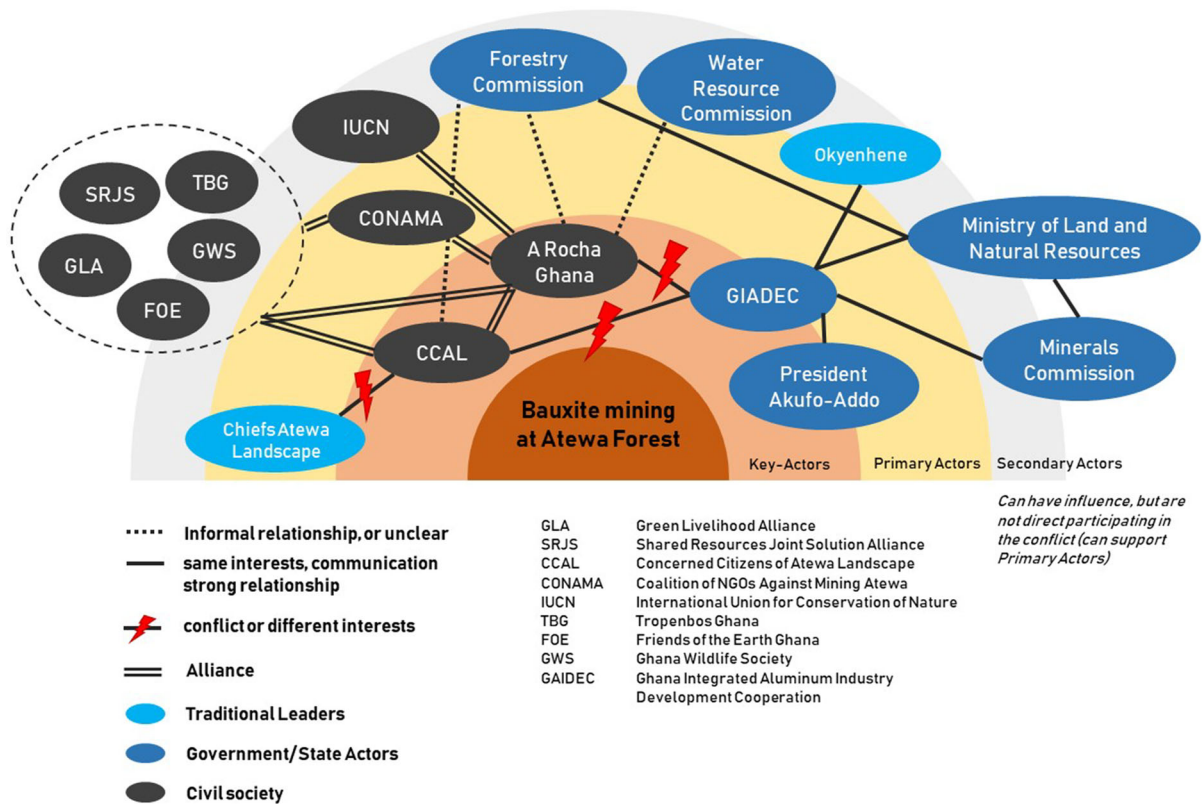 Forestry
Commission
Water
Resource
Commission
IUCN
Okyenhene
SRJS
TBG
CONAMA
GWS
GLA
FOE
A Rocha
Ghana
Ministry of Land and
Natural Resources
GIADEC
CCAL
Minerals
Commission
President
Akufo-Addo
Chiefs Atewa
Landscape
Bauxite mining
at Atewa Forest
Key-Actors
Primary Actors
Secondary Actors
Can have influence, but are
not direct participating in
the conflict (can support
Primary Actors)
Informal relationship, or unclear
same interests, communication
strong relationship
conflict or different interests
Alliance
Traditional Leaders
Government/State Actors
Civil society
GLA Green Livelihood Alliance
SRJS Shared Resources Joint Solution Alliance
CCAL Concerned Citizens of Atewa Landscape
CONAMA Coalition of NGOs Against Mining Atewa
IUCN International Union for Conservation of Nature
TBG Tropenbos Ghana
FOE Friends of the Earth Ghana
GWS Ghana Wildlife Society
GAIDEC Ghana Integrated Aluminum Industry
Development Cooperation